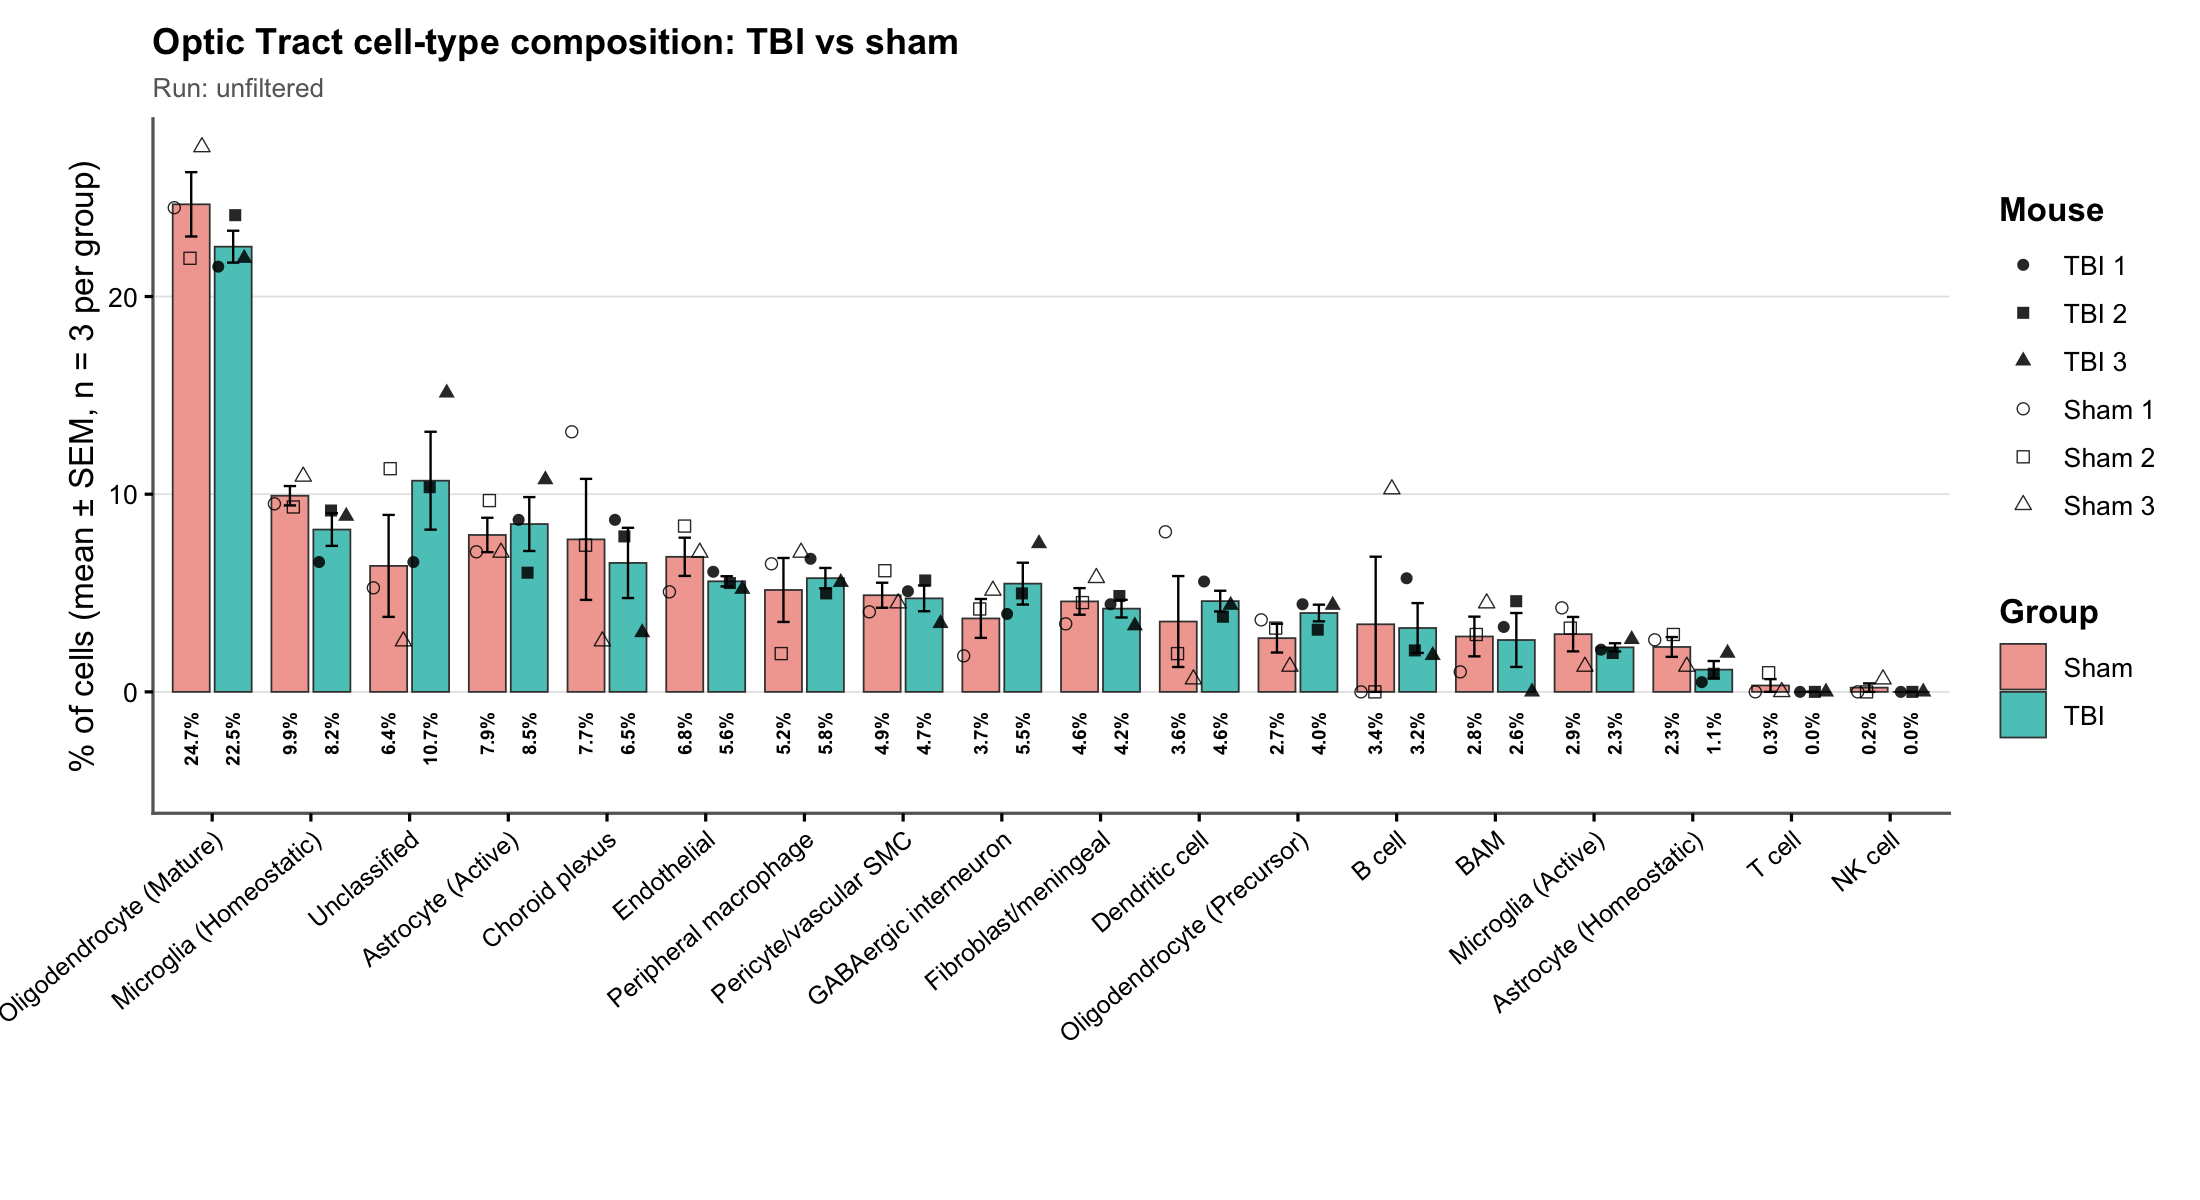 Optic Tract cell-type composition: TBI vs sham
Run: unfiltered
% of cells (mean ± SEM, n = 3 per group)
20
10
0
24.7%
22.5%
9.9%
8.2%
6.4%
10.7%
7.9%
8.5%
7.7%
6.5%
6.8%
5.6%
5.2%
5.8%
4.9%
4.7%
3.7%
5.5%
4.6%
4.2%
3.6%
4.6%
2.7%
4.0%
3.4%
3.2%
2.8%
2.6%
2.9%
2.3%
2.3%
1.1%
0.3%
0.0%
0.2%
0.0%
Oligodendrocyte (Mature)
Microglia (Homeostatic)
Unclassified
Astrocyte (Active)
Choroid plexus
Endothelial
Peripheral macrophage
Pericyte/vascular SMC
GABAergic interneuron
Fibroblast/meningeal
Dendritic cell
Oligodendrocyte (Precursor)
B cell
BAM
Microglia (Active)
Astrocyte (Homeostatic)
T cell
NK cell
Mouse
TBI 1
TBI 2
TBI 3
Sham 1
Sham 2
Sham 3
Group
Sham
TBI